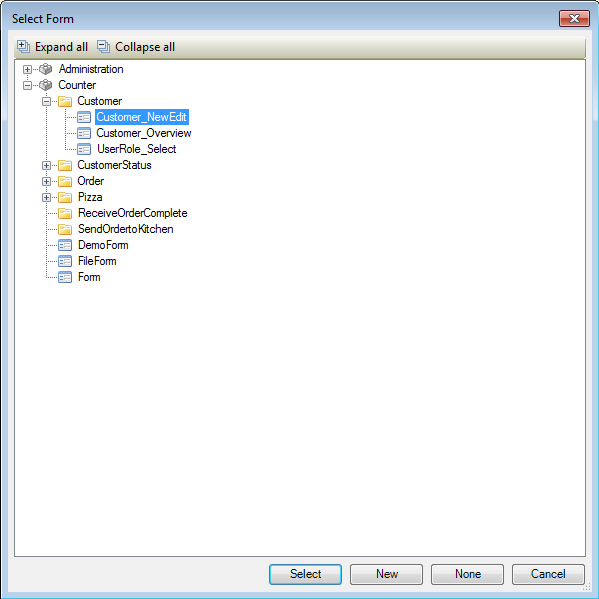 Select Form
Expand all Collapse all
Administration
Counter
Customer
Customer_NewEdit
Customer_Overview
UserRole_Select
CustomerStatus
Order
Pizza
ReceiveOrderComplete
SendOrdertoKitchen
DemoForm
FileForm
Form
Select New None Cancel